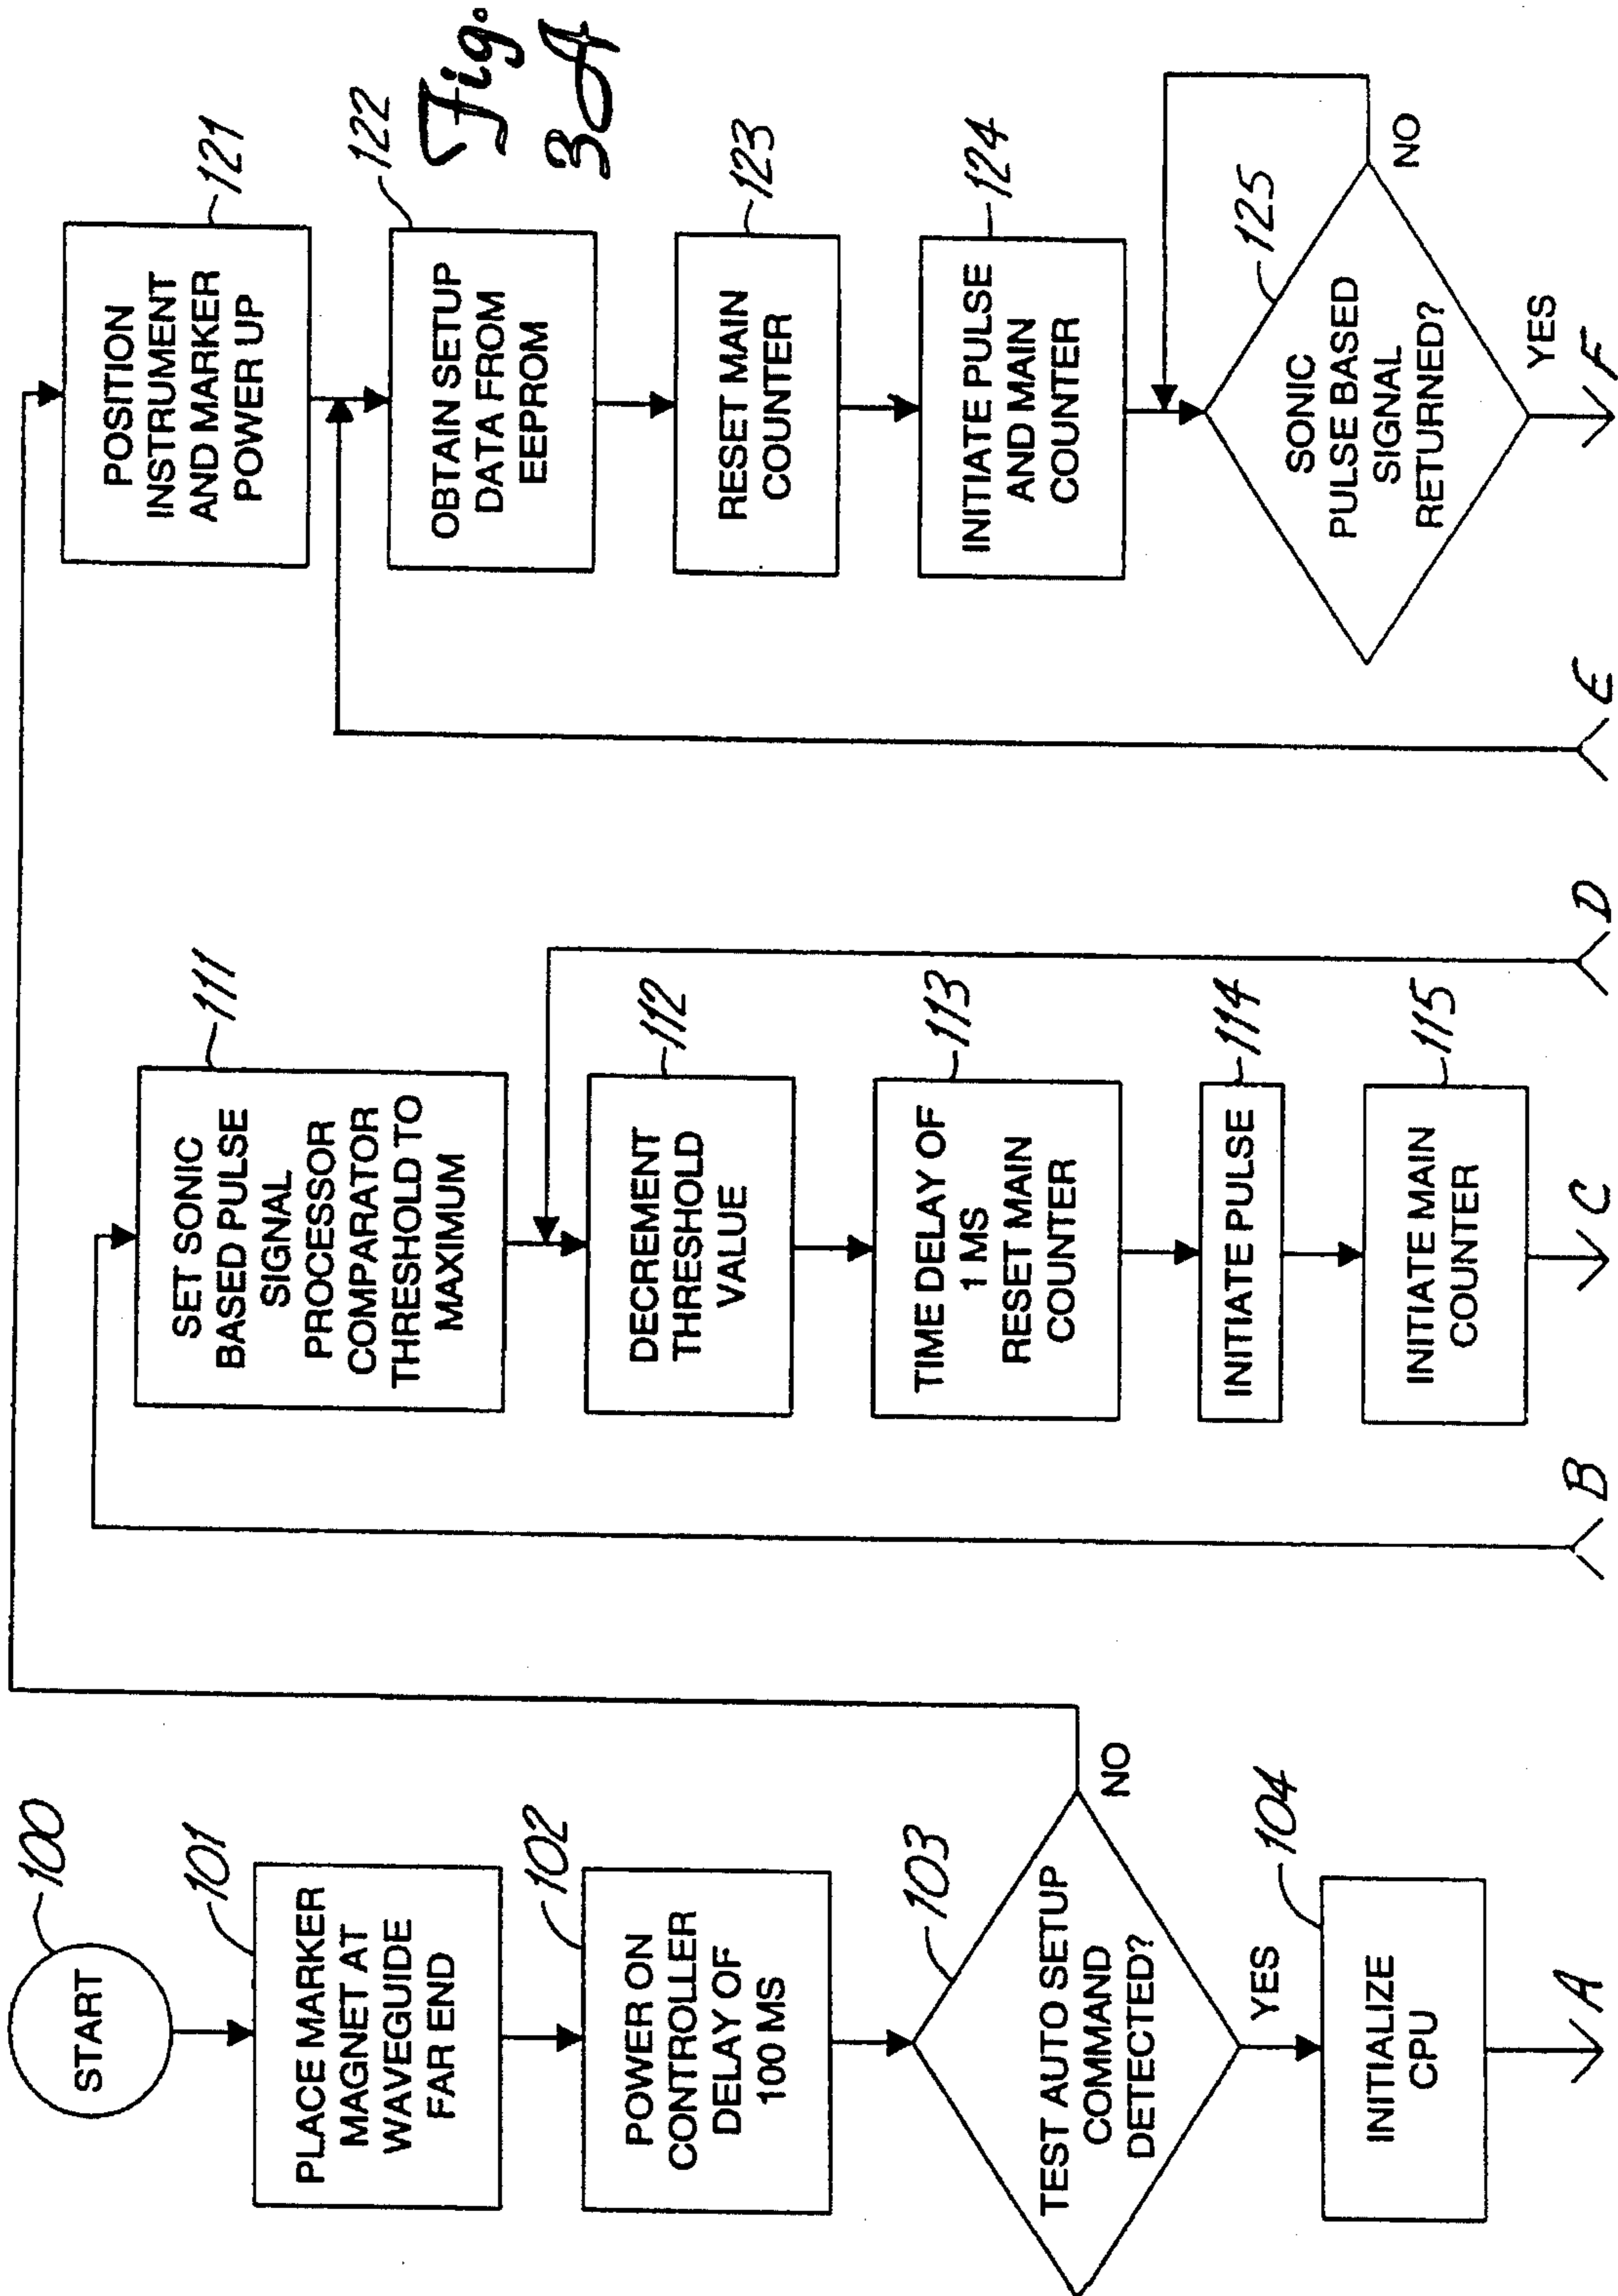 100
START
101
PLACE MARKER
MAGNET AT
WAVEGUIDE
FAR END
102
POWER ON
CONTROLLER
DELAY OF
100 MS
103
TEST AUTO SETUP
COMMAND
DETECTED?
NO
YES
104
INITIALIZE
CPU
A
B
111
SET SONIC
BASED PULSE
SIGNAL
PROCESSOR
COMPARATOR
THRESHOLD TO
MAXIMUM
112
DECREMENT
THRESHOLD
VALUE
113
TIME DELAY OF
1 MS
RESET MAIN
COUNTER
114
INITIATE PULSE
115
INITIATE MAIN
COUNTER
C
D
E
121
POSITION
INSTRUMENT
AND MARKER
POWER UP
122
OBTAIN SETUP
DATA FROM
EEPROM
123
RESET MAIN
COUNTER
124
INITIATE PULSE
AND MAIN
COUNTER
125
SONIC
PULSE BASED
SIGNAL
RETURNED?
NO
YES
F
Fig.
3A